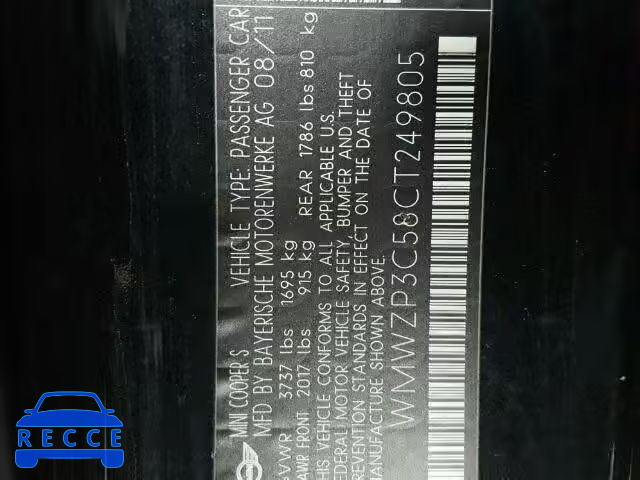 MINI COOPER S VEHICLE TYPE: PASSENGER CAR
MFD BY BAYERISCHE MOTORENWERKE AG 08/11
GVWR 3737 lbs 1695 kg
GAWR FRONT 2017 lbs 915 kg REAR 1786 lbs 810 kg
THIS VEHICLE CONFORMS TO ALL APPLICABLE U.S.
FEDERAL MOTOR VEHICLE SAFETY, BUMPER AND THEFT
PREVENTION STANDARDS IN EFFECT ON THE DATE OF
MANUFACTURE SHOWN ABOVE.
WMWZP3C58CT249805
RECCE